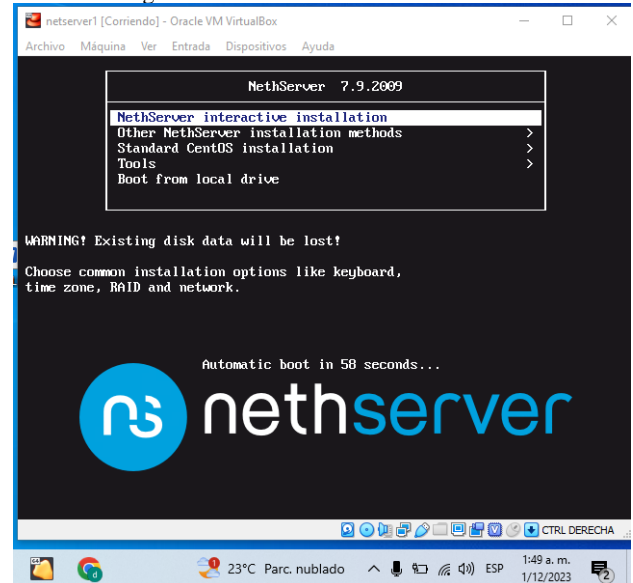 netserver1 [Corriendo] - Oracle VM VirtualBox
Archivo Máquina Ver Entrada Dispositivos Ayuda
NethServer 7.9.2009
NethServer interactive installation
Other NethServer installation methods >
Standard CentOS installation >
Tools >
Boot from local drive
WARNING! Existing disk data will be lost!
Choose common installation options like keyboard,
time zone, RAID and network.
Automatic boot in 58 seconds...
ns nethserver
CTRL DERECHA
23°C Parc. nublado ESP 1:49 a. m.
1/12/2023
2